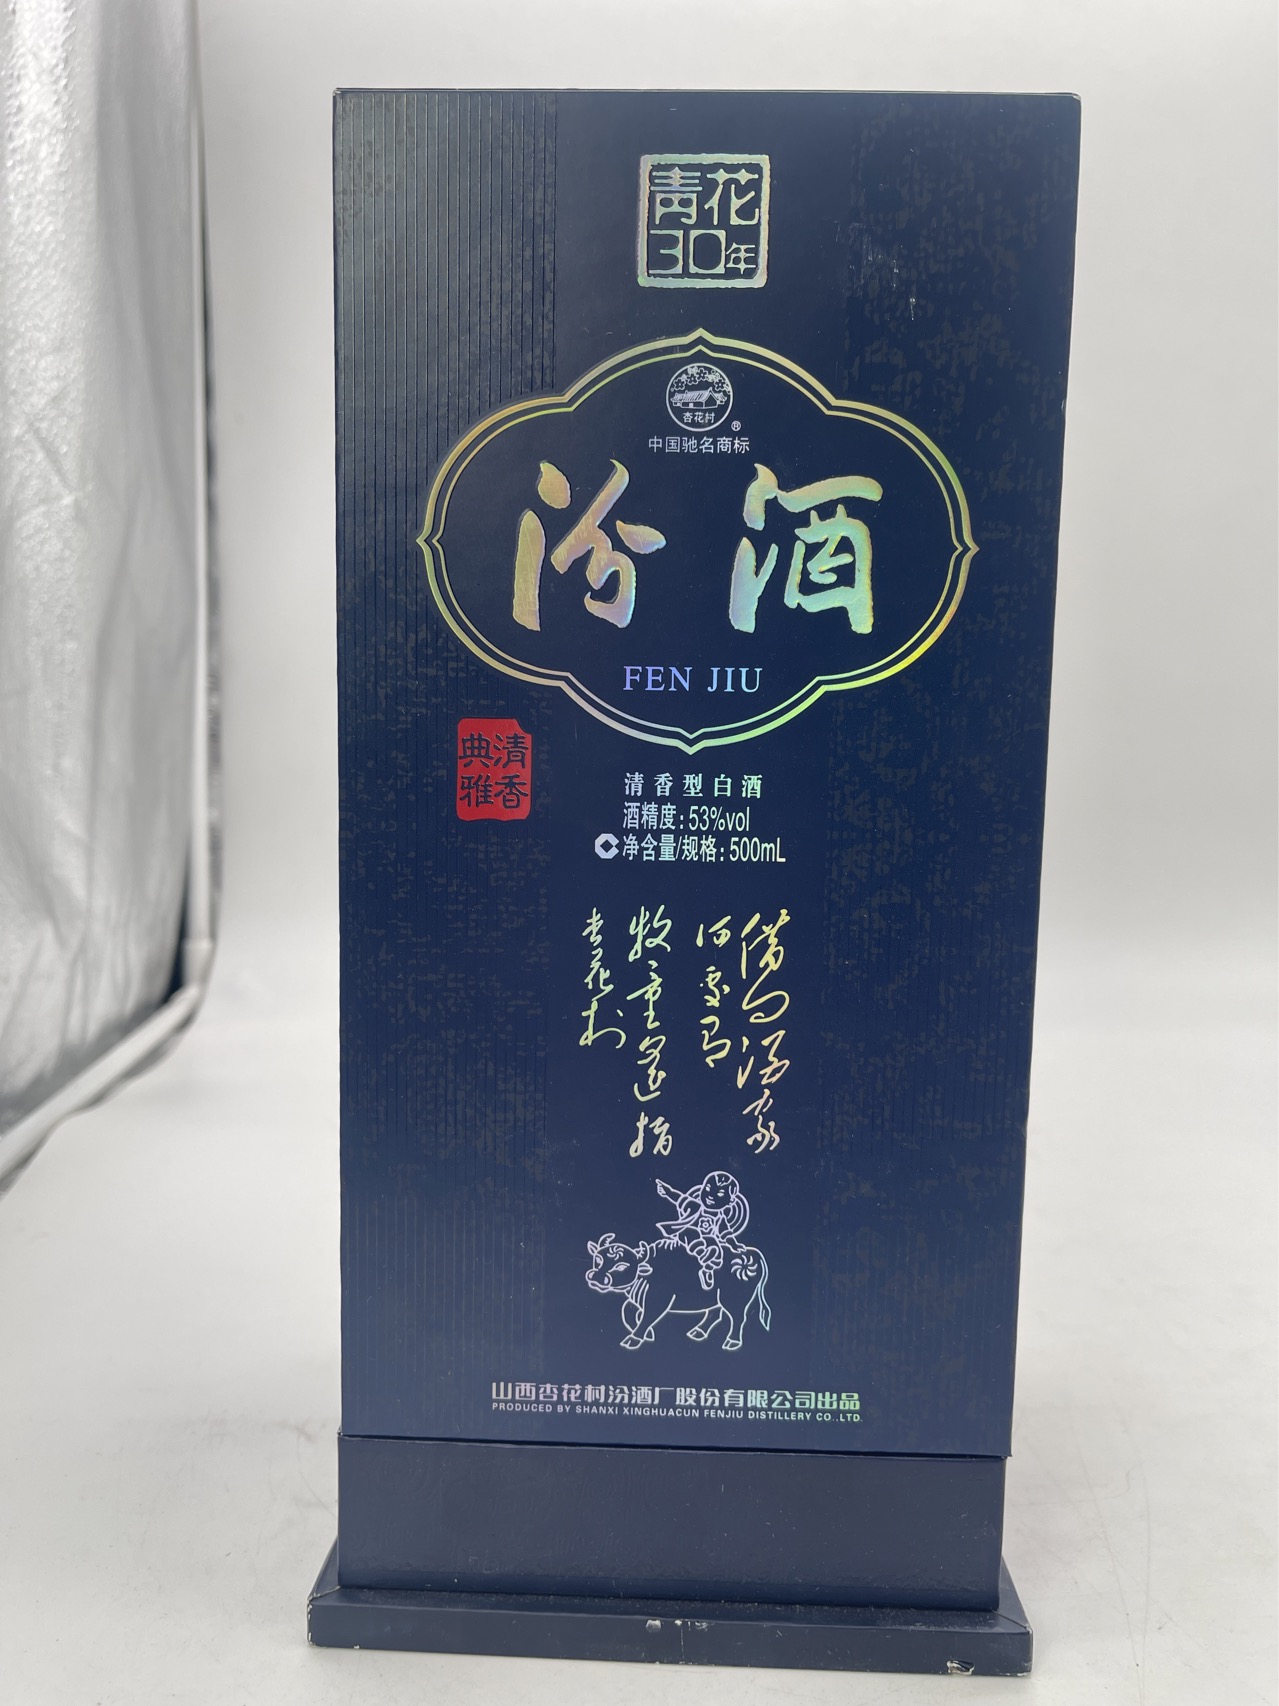 青花
30年
杏花村
®
中国驰名商标
汾酒
FEN JIU
清香
典雅
清香型白酒
酒精度:53%vol
净含量/规格:500mL
借问酒家
何处有
牧童遥指
杏花村
山西杏花村汾酒厂股份有限公司出品
PRODUCED BY SHANXI XINGHUACUN FENJIU DISTILLERY CO.,LTD.